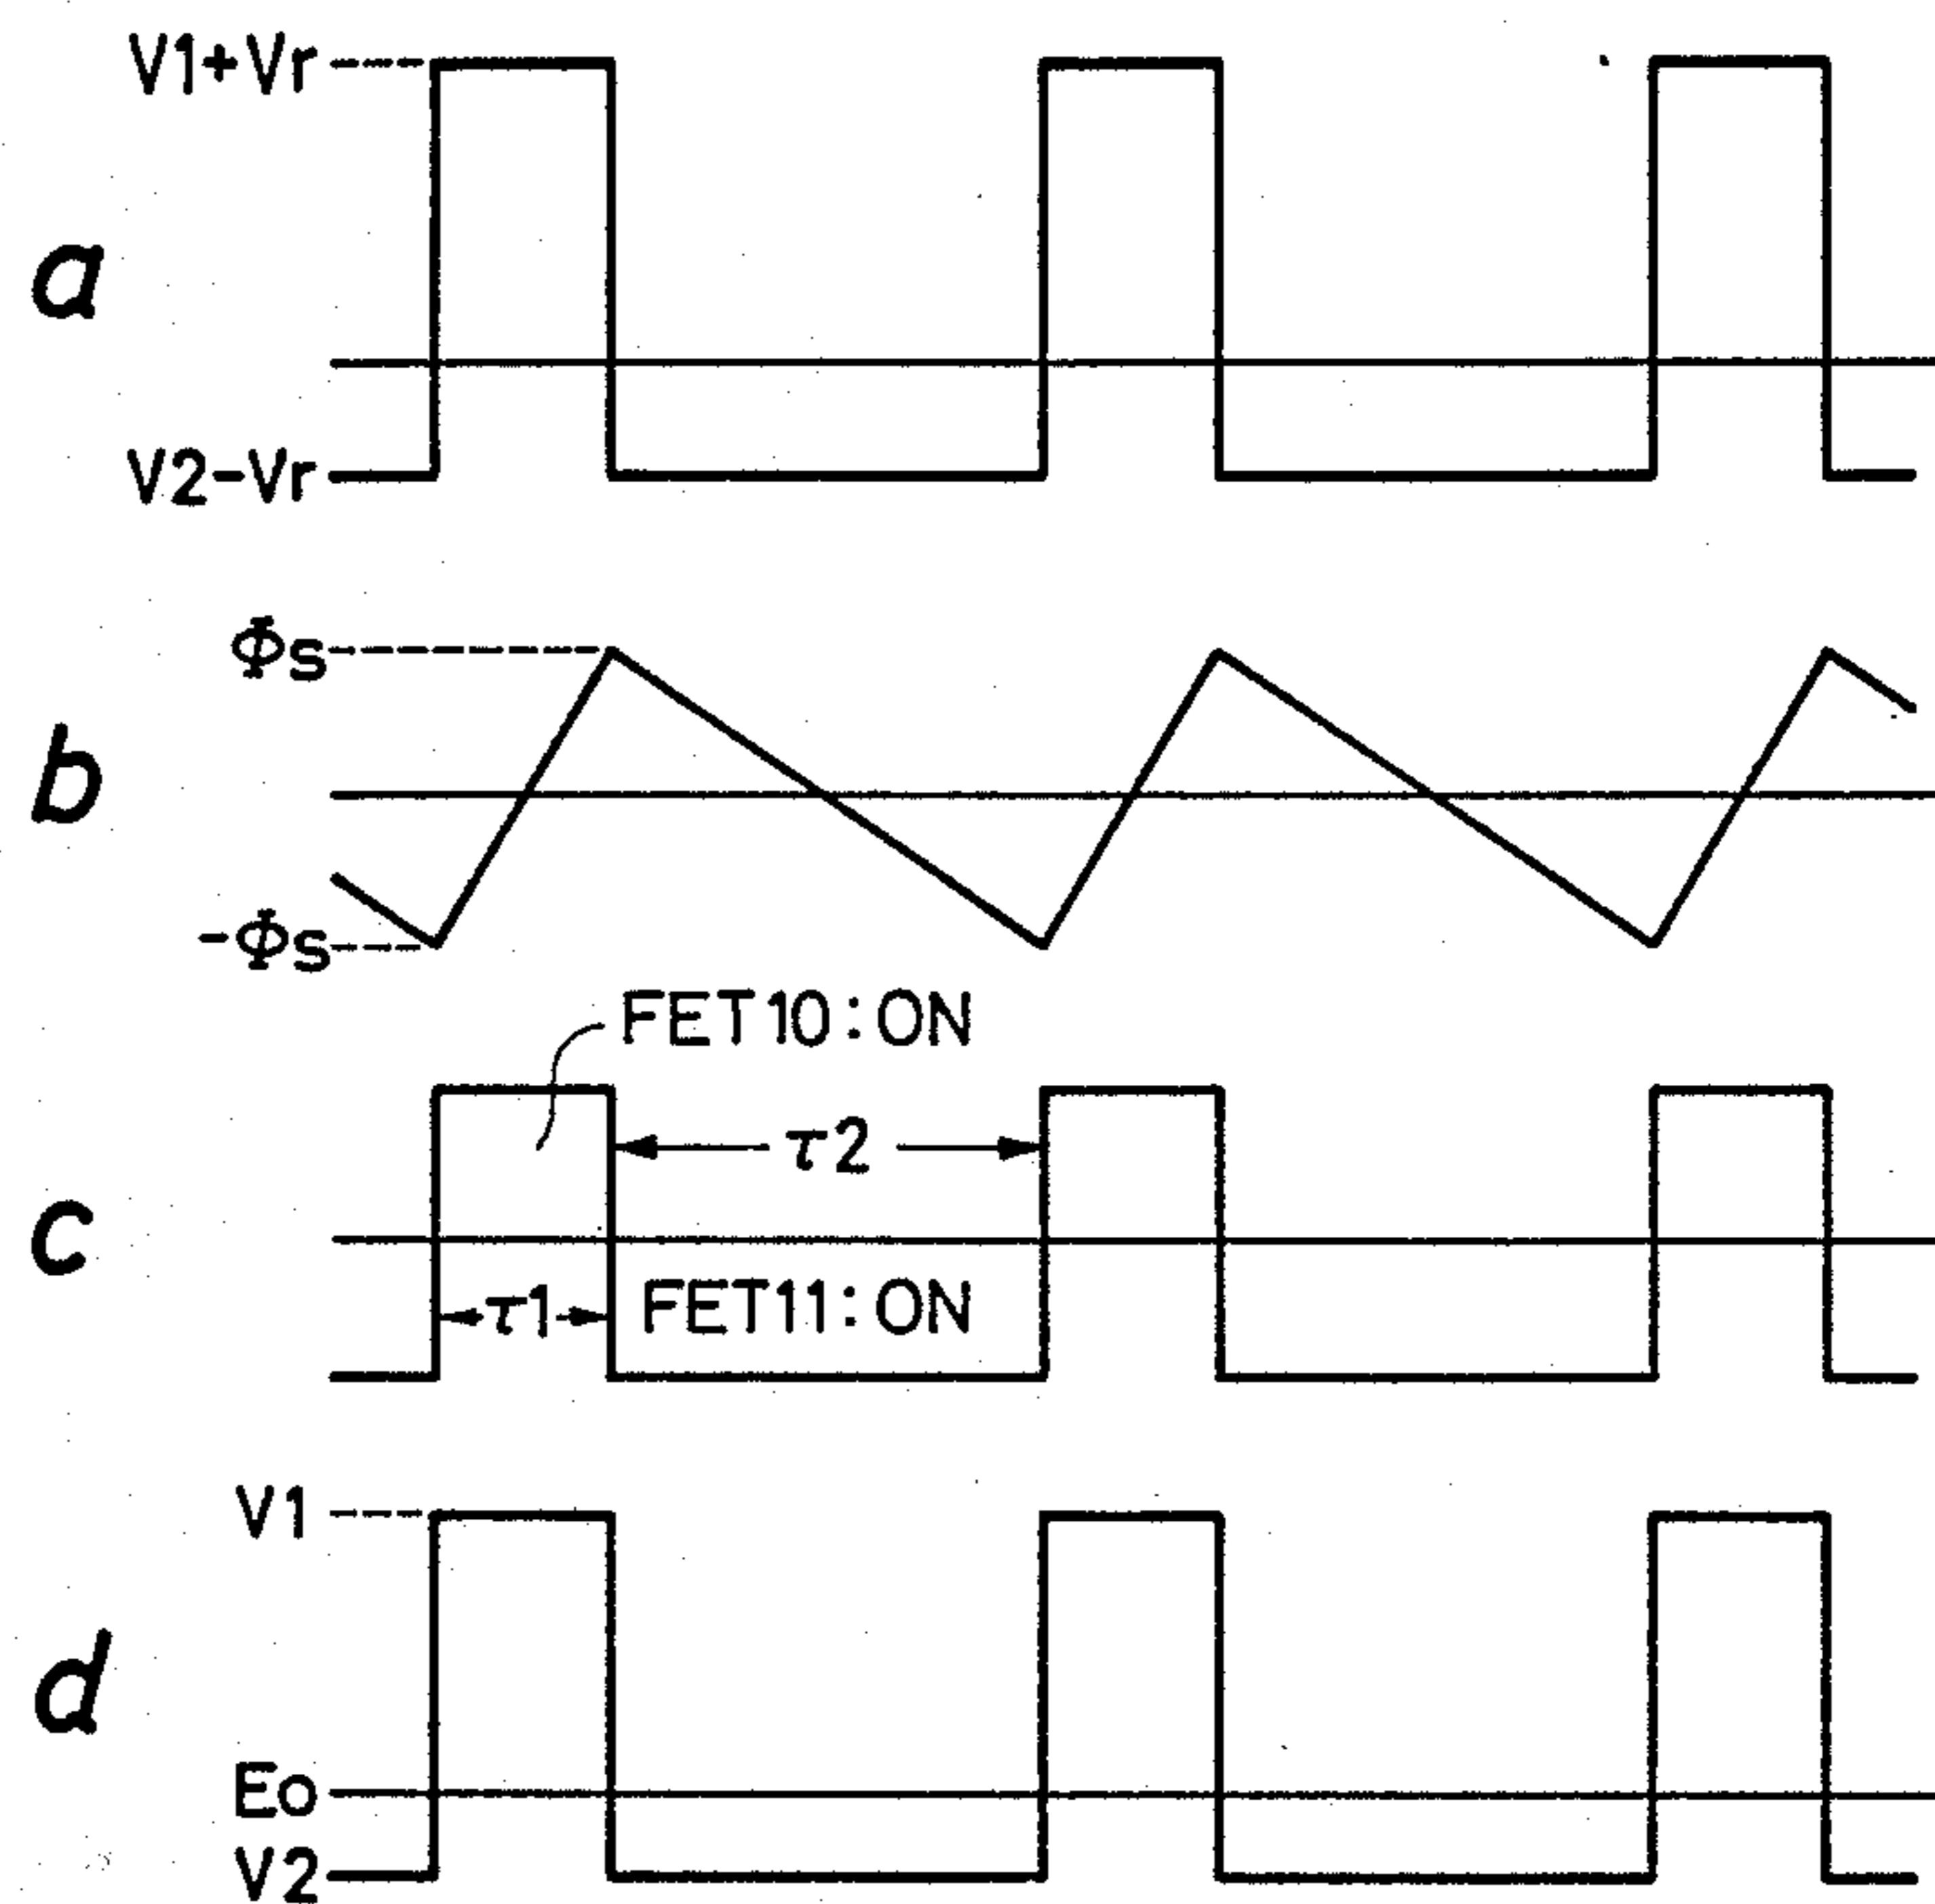 V1+Vr
a
V2-Vr
Φs
b
-Φs
FET10:ON
τ2
c
τ1
FET11:ON
V1
d
Eo
V2